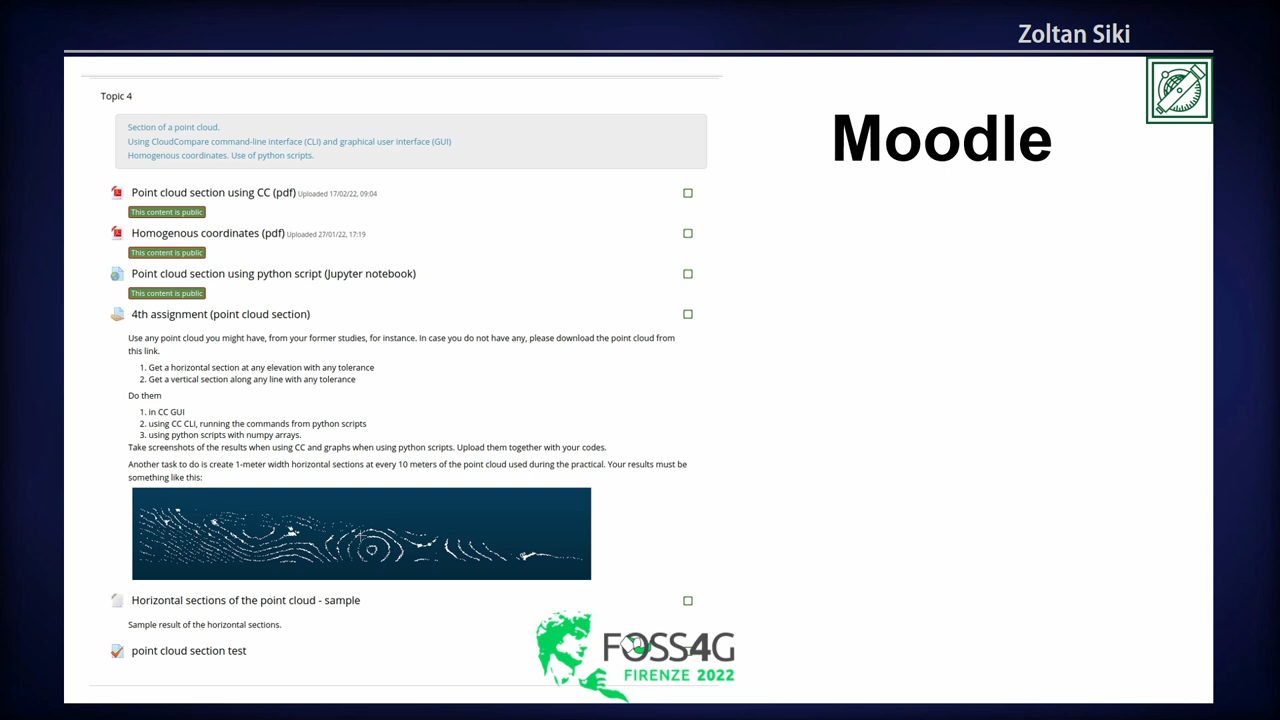 Zoltan Siki
Moodle
Topic 4
Section of a point cloud.
Using CloudCompare command-line interface (CLI) and graphical user interface (GUI)
Homogenous coordinates. Use of python scripts.
Point cloud section using CC (pdf) Uploaded 17/02/22, 09:04
This content is public
Homogenous coordinates (pdf) Uploaded 27/01/22, 17:19
This content is public
Point cloud section using python script (Jupyter notebook)
This content is public
4th assignment (point cloud section)
Use any point cloud you might have, from your former studies, for instance. In case you do not have any, please download the point cloud from
this link.
1. Get a horizontal section at any elevation with any tolerance
2. Get a vertical section along any line with any tolerance
Do them
1. in CC GUI
2. using CC CLI, running the commands from python scripts
3. using python scripts with numpy arrays.
Take screenshots of the results when using CC and graphs when using python scripts. Upload them together with your codes.
Another task to do is create 1-meter width horizontal sections at every 10 meters of the point cloud used during the practical. Your results must be
something like this:
Horizontal sections of the point cloud - sample
Sample result of the horizontal sections.
point cloud section test
FOSS4G
FIRENZE 2022